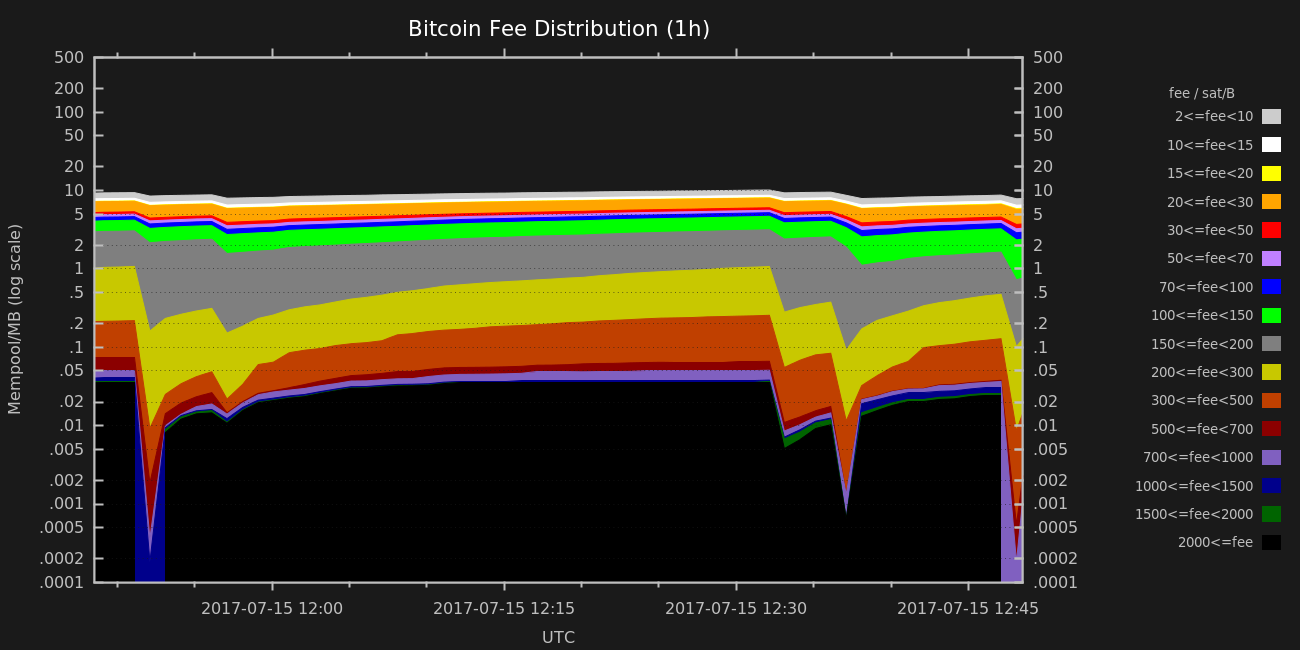 Bitcoin Fee Distribution (1h)
Mempool/MB (log scale)
500
200
100
50
20
10
5
2
1
.5
.2
.1
.05
.02
.01
.005
.002
.001
.0005
.0002
.0001
500
200
100
50
20
10
5
2
1
.5
.2
.1
.05
.02
.01
.005
.002
.001
.0005
.0002
.0001
fee / sat/B
2<=fee<10
10<=fee<15
15<=fee<20
20<=fee<30
30<=fee<50
50<=fee<70
70<=fee<100
100<=fee<150
150<=fee<200
200<=fee<300
300<=fee<500
500<=fee<700
700<=fee<1000
1000<=fee<1500
1500<=fee<2000
2000<=fee
2017-07-15 12:00 2017-07-15 12:15 2017-07-15 12:30 2017-07-15 12:45
UTC